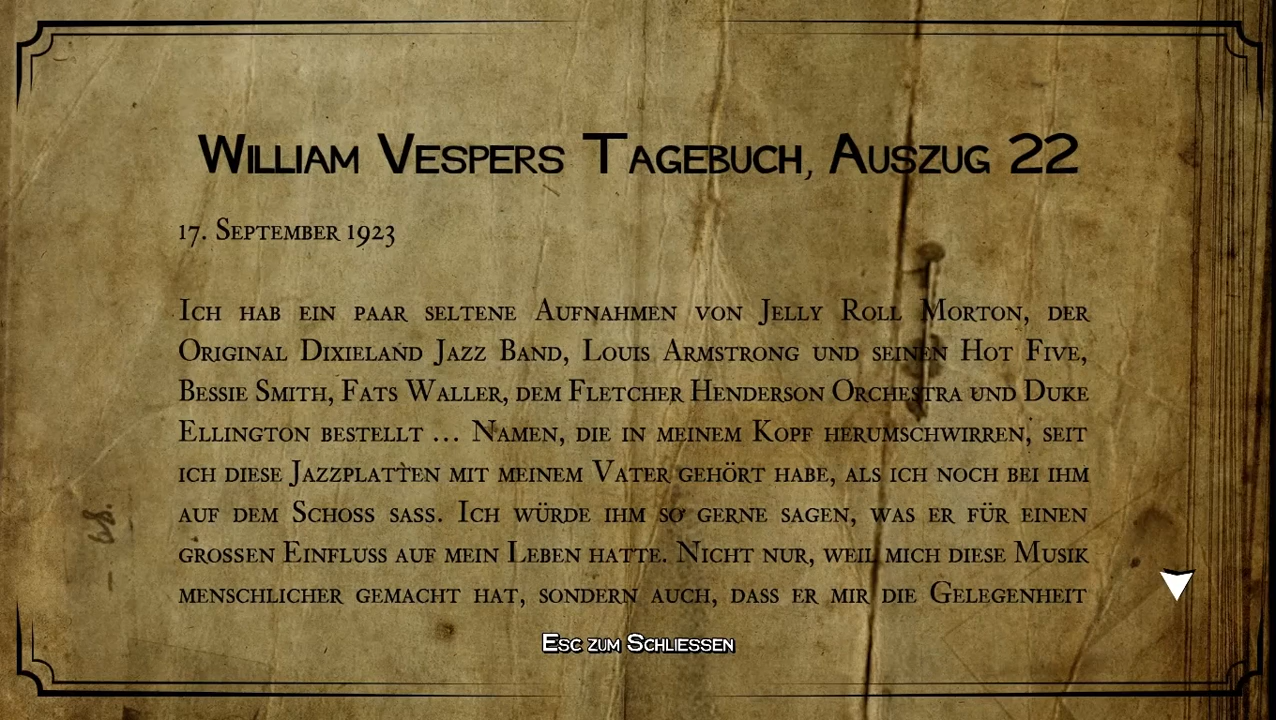 William Vespers Tagebuch, Auszug 22
17. September 1923
Ich hab ein paar seltene Aufnahmen von Jelly Roll Morton, der
Original Dixieland Jazz Band, Louis Armstrong und seinen Hot Five,
Bessie Smith, Fats Waller, dem Fletcher Henderson Orchestra und Duke
Ellington bestellt ... Namen, die in meinem Kopf herumschwirren, seit
ich diese Jazzplatten mit meinem Vater gehört habe, als ich noch bei ihm
auf dem Schoss sass. Ich würde ihm so gerne sagen, was er für einen
grossen Einfluss auf mein Leben hatte. Nicht nur, weil mich diese Musik
menschlicher gemacht hat, sondern auch, dass er mir die Gelegenheit
Esc zum Schliessen